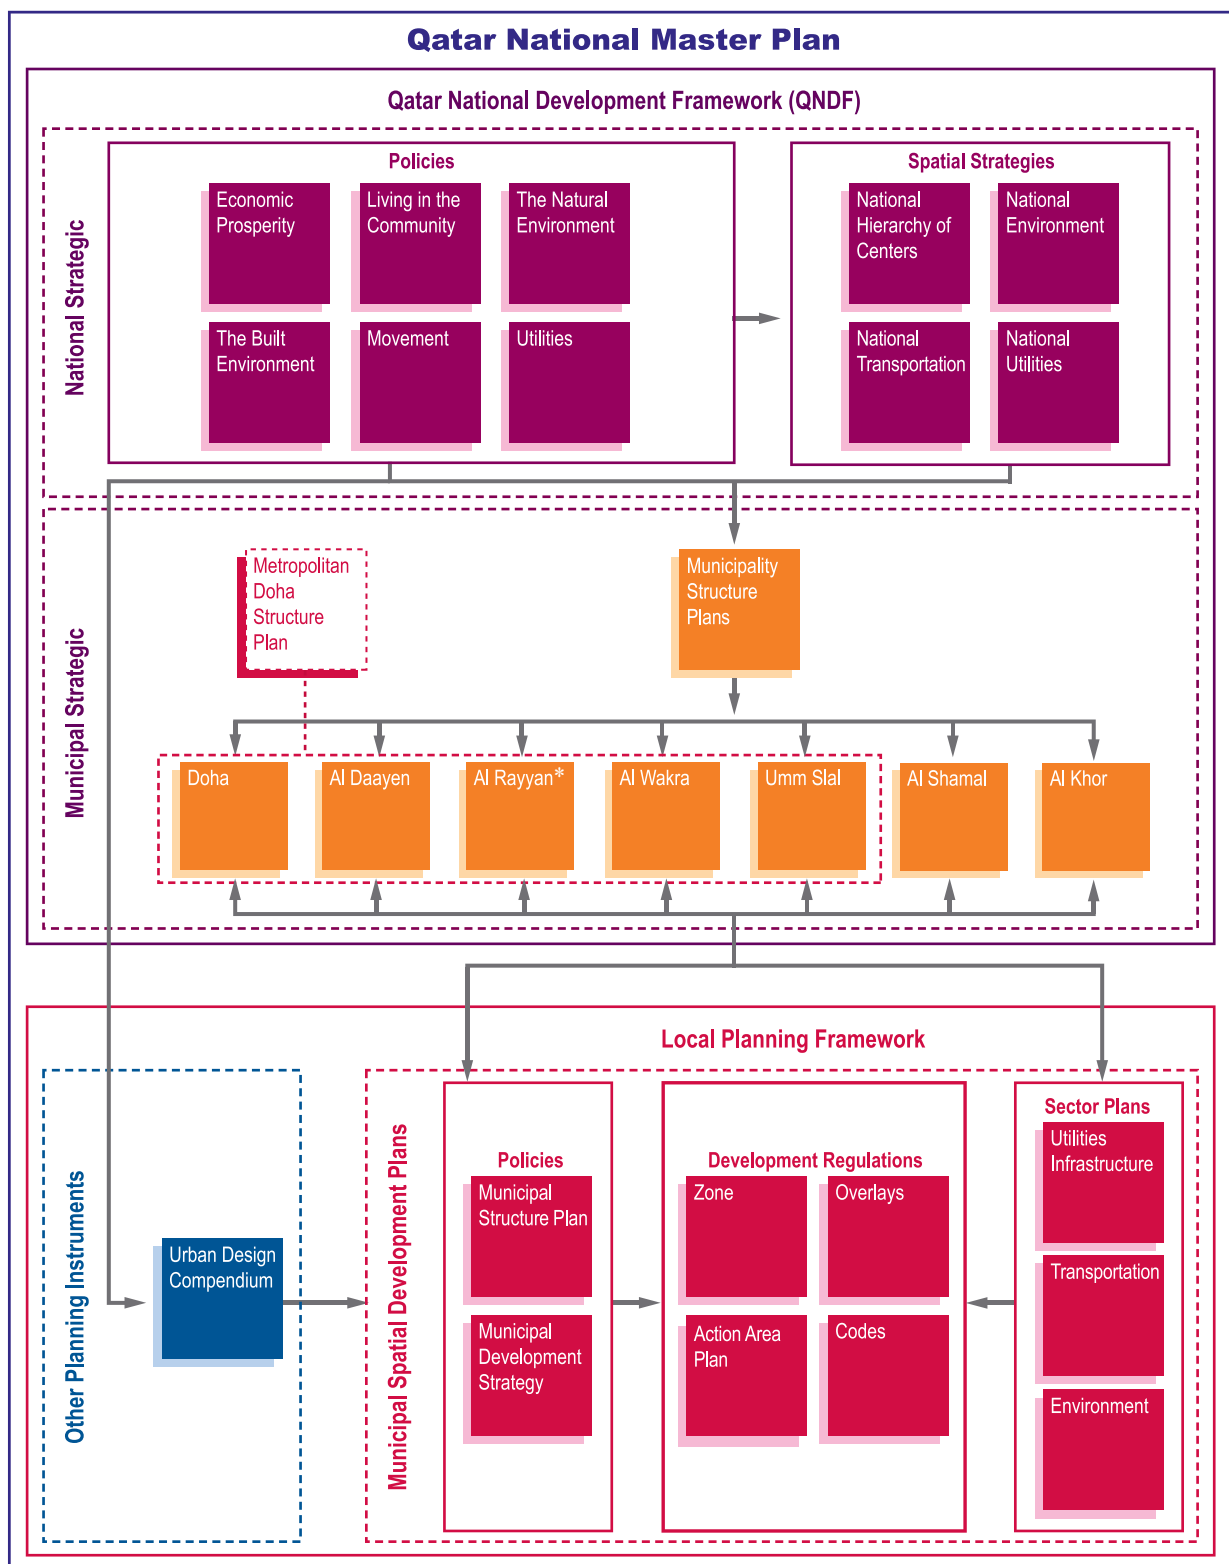 Qatar National Master Plan
Qatar National Development Framework (QNDF)
National Strategic
Policies
Economic
Prosperity
Living in the
Community
The Natural
Environment
The Built
Environment
Movement
Utilities
Spatial Strategies
National
Hierarchy of
Centers
National
Environment
National
Transportation
National
Utilities
Municipal Strategic
Metropolitan
Doha
Structure
Plan
Municipality
Structure
Plans
Doha
Al Daayen
Al Rayyan*
Al Wakra
Umm Slal
Al Shamal
Al Khor
Local Planning Framework
Other Planning Instruments
Urban Design
Compendium
Municipal Spatial Development Plans
Policies
Municipal
Structure Plan
Municipal
Development
Strategy
Development Regulations
Zone
Overlays
Action Area
Plan
Codes
Sector Plans
Utilities
Infrastructure
Transportation
Environment